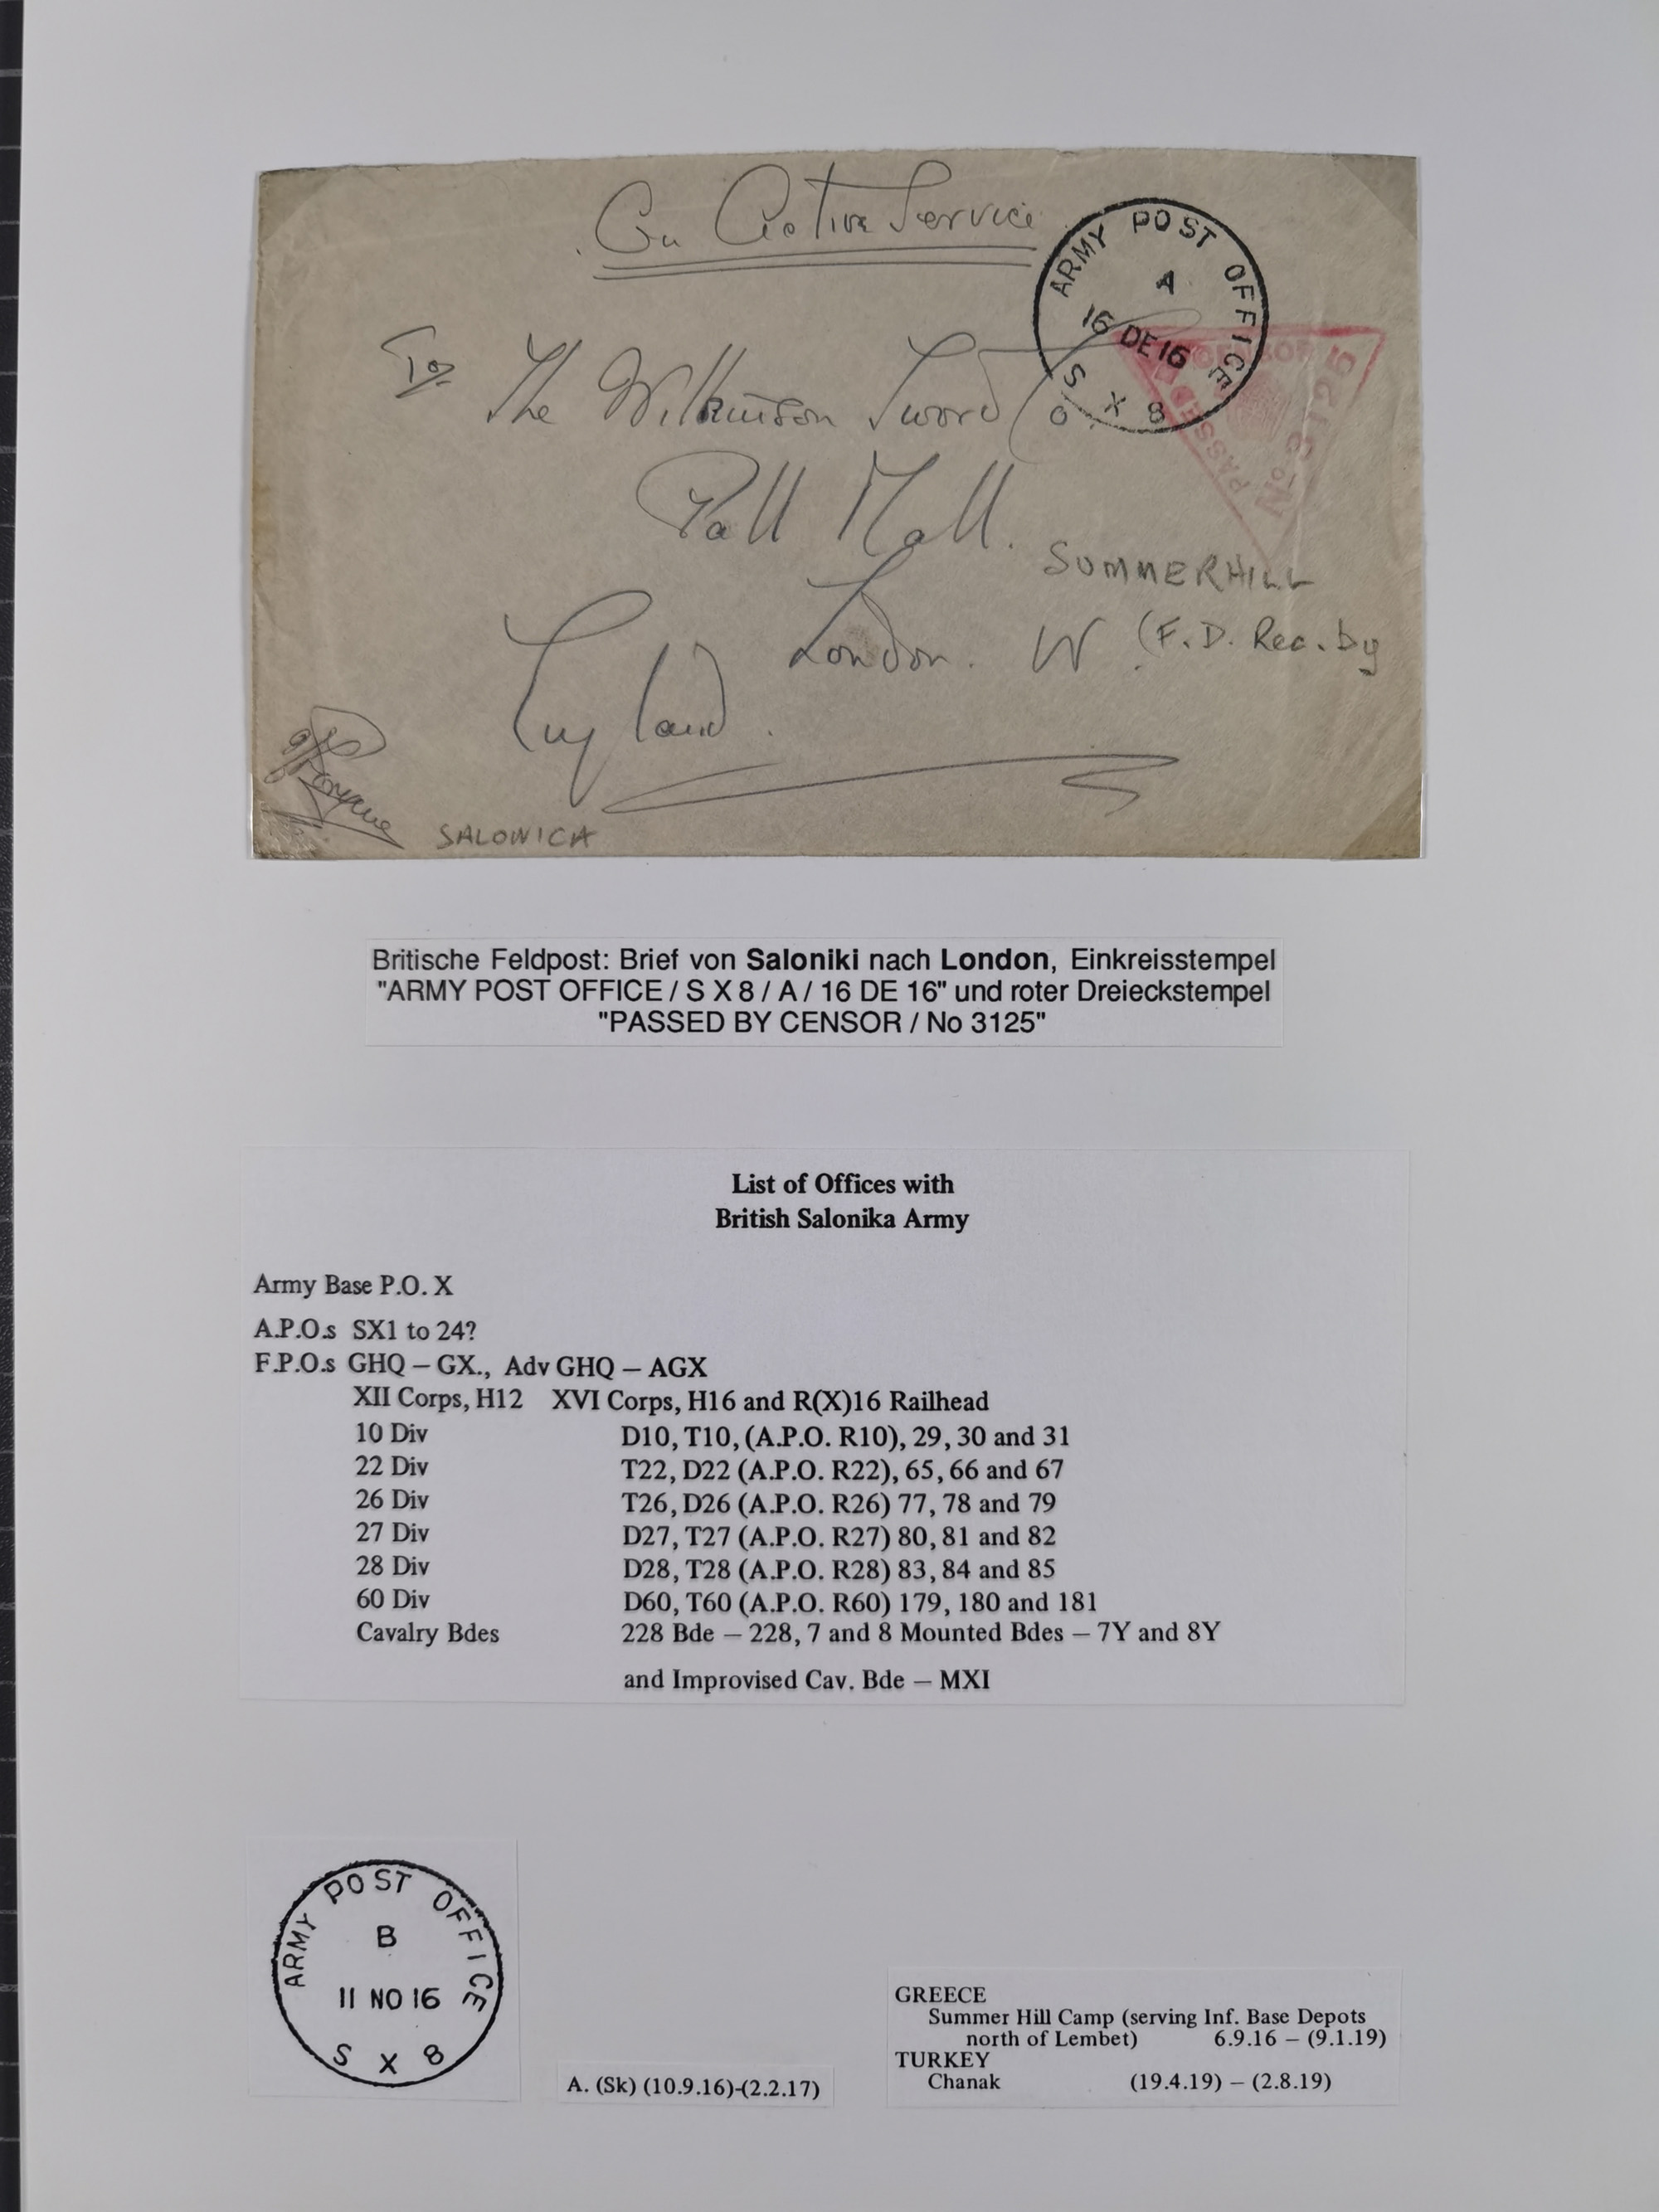 On Active Service
ARMY POST OFFICE
A
16 DE 16
S X 8
PASSED BY CENSOR
No. 3125
To
The Wilkinson Sword Co.
Pall Mall.
London. W.
England.
SUMMERHILL
(F.D. Rec. by
SALONICA
Britische Feldpost: Brief von Saloniki nach London, Einkreisstempel
"ARMY POST OFFICE / S X 8 / A / 16 DE 16" und roter Dreieckstempel
"PASSED BY CENSOR / No 3125"
List of Offices with
British Salonika Army
Army Base P.O. X
A.P.O.s SX1 to 24?
F.P.O.s GHQ – GX., Adv GHQ – AGX
XII Corps, H12 XVI Corps, H16 and R(X)16 Railhead
10 Div D10, T10, (A.P.O. R10), 29, 30 and 31
22 Div T22, D22 (A.P.O. R22), 65, 66 and 67
26 Div T26, D26 (A.P.O. R26) 77, 78 and 79
27 Div D27, T27 (A.P.O. R27) 80, 81 and 82
28 Div D28, T28 (A.P.O. R28) 83, 84 and 85
60 Div D60, T60 (A.P.O. R60) 179, 180 and 181
Cavalry Bdes 228 Bde – 228, 7 and 8 Mounted Bdes – 7Y and 8Y
and Improvised Cav. Bde – MXI
ARMY POST OFFICE
B
11 NO 16
S X 8
A. (Sk) (10.9.16)-(2.2.17)
GREECE
Summer Hill Camp (serving Inf. Base Depots
north of Lembet) 6.9.16 – (9.1.19)
TURKEY
Chanak (19.4.19) – (2.8.19)